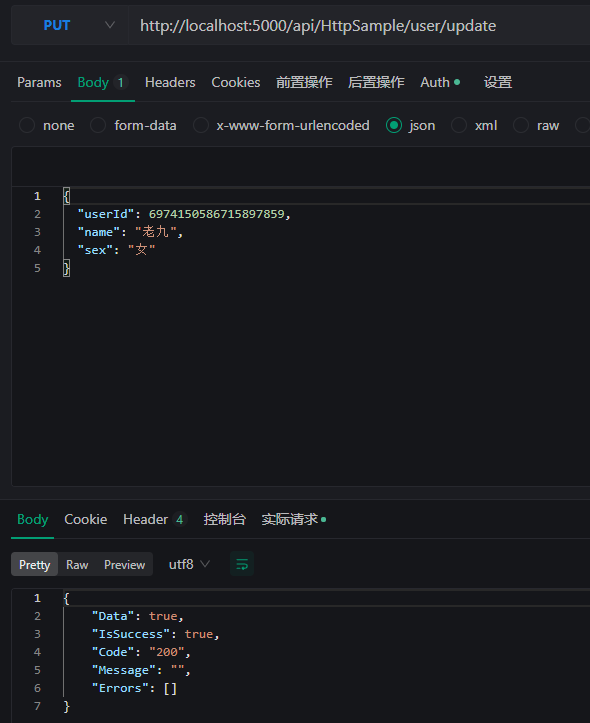 PUT http://localhost:5000/api/HttpSample/user/update
Params Body 1 Headers Cookies 前置操作 后置操作 Auth 设置
none form-data x-www-form-urlencoded json xml raw
1 {
2 "userId": 6974150586715897859,
3 "name": "老九",
4 "sex": "女"
5 }
Body Cookie Header 4 控制台 实际请求
Pretty Raw Preview utf8
1 {
2 "Data": true,
3 "IsSuccess": true,
4 "Code": "200",
5 "Message": "",
6 "Errors": []
7 }